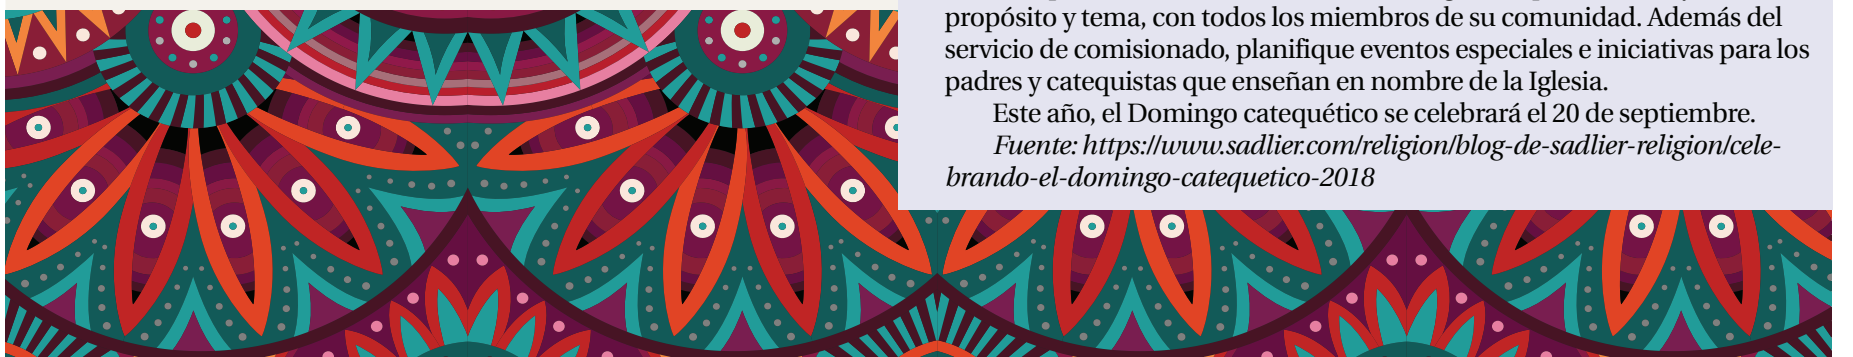 propósito y tema, con todos los miembros de su comunidad. Además del
servicio de comisionado, planifique eventos especiales e iniciativas para los
padres y catequistas que enseñan en nombre de la Iglesia.
Este año, el Domingo catequético se celebrará el 20 de septiembre.
Fuente: https://www.sadlier.com/religion/blog-de-sadlier-religion/cele-
brando-el-domingo-catequetico-2018